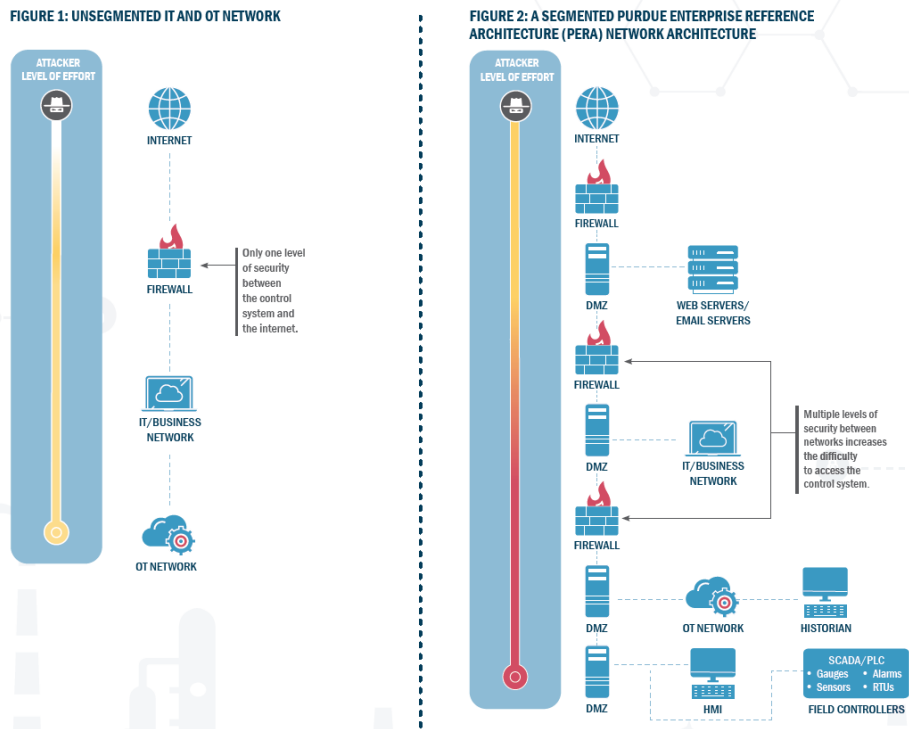 FIGURE 1: UNSEGMENTED IT AND OT NETWORK
ATTACKER
LEVEL OF EFFORT
INTERNET
FIREWALL
Only one level
of security
between
the control
system and
the internet.
IT/BUSINESS
NETWORK
OT NETWORK
FIGURE 2: A SEGMENTED PURDUE ENTERPRISE REFERENCE
ARCHITECTURE (PERA) NETWORK ARCHITECTURE
ATTACKER
LEVEL OF EFFORT
INTERNET
FIREWALL
DMZ
WEB SERVERS/
EMAIL SERVERS
FIREWALL
DMZ
IT/BUSINESS
NETWORK
Multiple levels of
security between
networks increases
the difficulty
to access the
control system.
FIREWALL
DMZ
OT NETWORK
HISTORIAN
DMZ
HMI
SCADA/PLC
• Gauges • Alarms
• Sensors • RTUs
FIELD CONTROLLERS